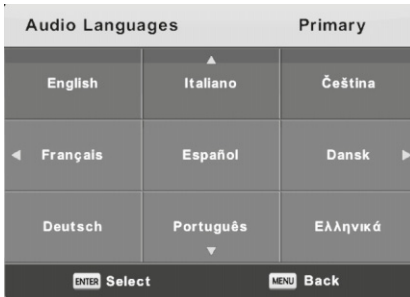 Audio Languages Primary
English Italiano Čeština
Français Español Dansk
Deutsch Português Ελληνικά
ENTER Select MENU Back